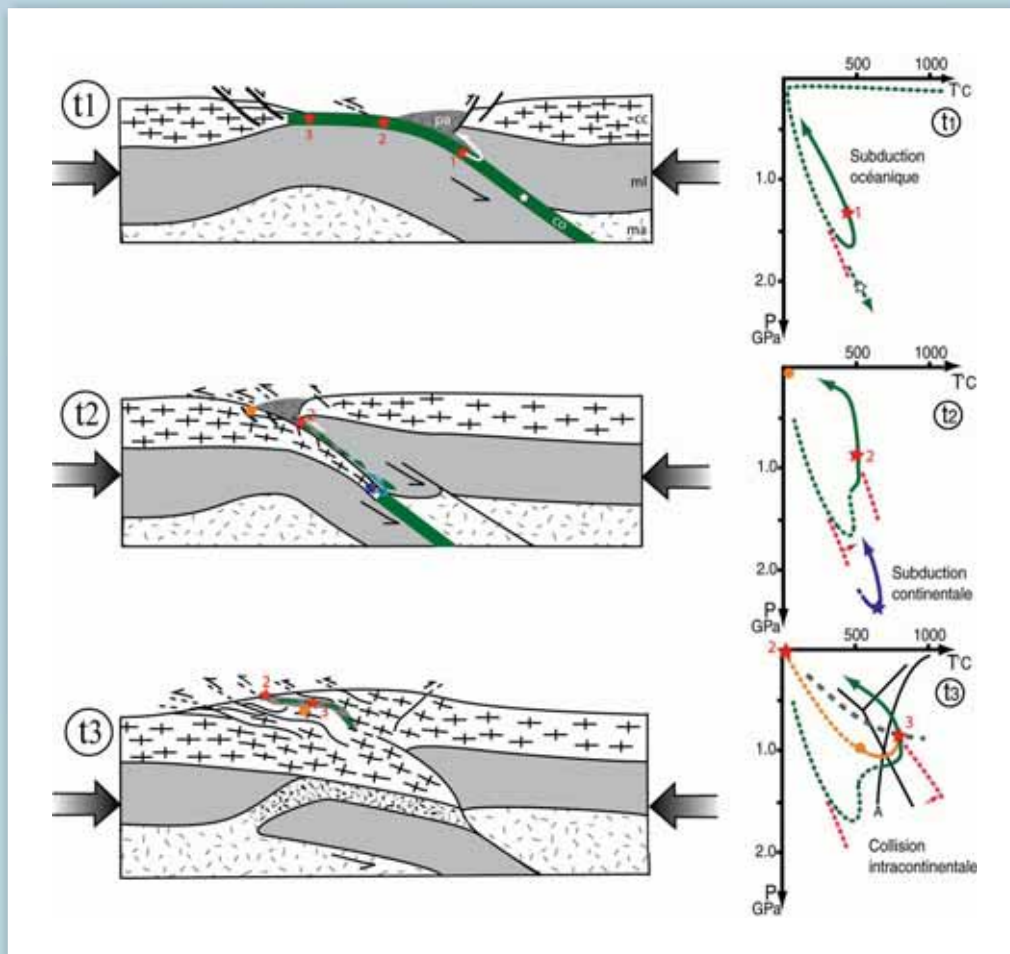 t1
3
2
pa
1
cc
ml
co
ma
500
1000
T°C
t1
Subduction
océanique
1
1.0
2.0
P
GPa
t2
2
500
1000
T°C
t2
2
1.0
2.0
Subduction
continentale
P
GPa
t3
2
3
2
500
1000
T°C
t3
3
1.0
A
Collision
intracontinentale
2.0
P
GPa